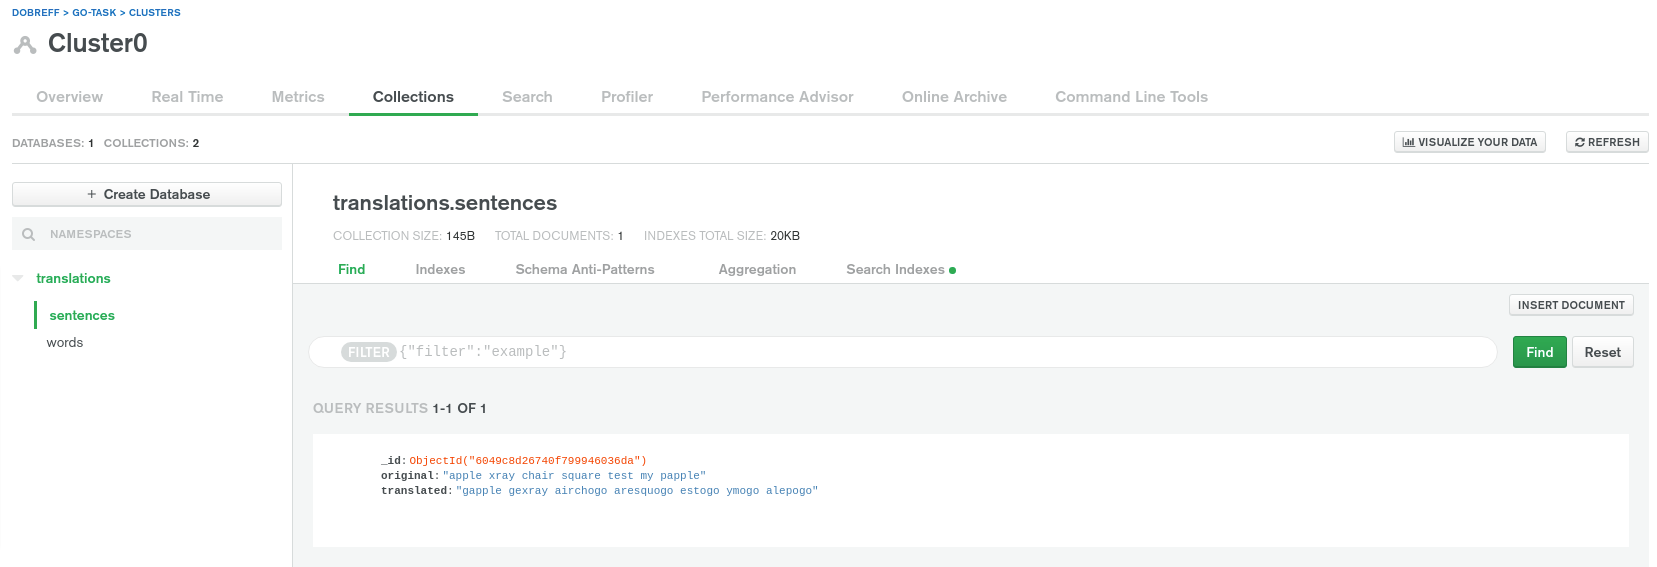 DOBREFF > GO-TASK > CLUSTERS
Cluster0
Overview Real Time Metrics Collections Search Profiler Performance Advisor Online Archive Command Line Tools
DATABASES: 1 COLLECTIONS: 2 VISUALIZE YOUR DATA REFRESH
+ Create Database
NAMESPACES
translations
sentences
words
translations.sentences
COLLECTION SIZE: 145B TOTAL DOCUMENTS: 1 INDEXES TOTAL SIZE: 20KB
Find Indexes Schema Anti-Patterns Aggregation Search Indexes
INSERT DOCUMENT
FILTER {"filter":"example"} Find Reset
QUERY RESULTS 1-1 OF 1
_id: ObjectId("6049c8d26740f799946036da")
original: "apple xray chair square test my papple"
translated: "gapple gexray airchogo aresquogo estogo ymogo alepogo"